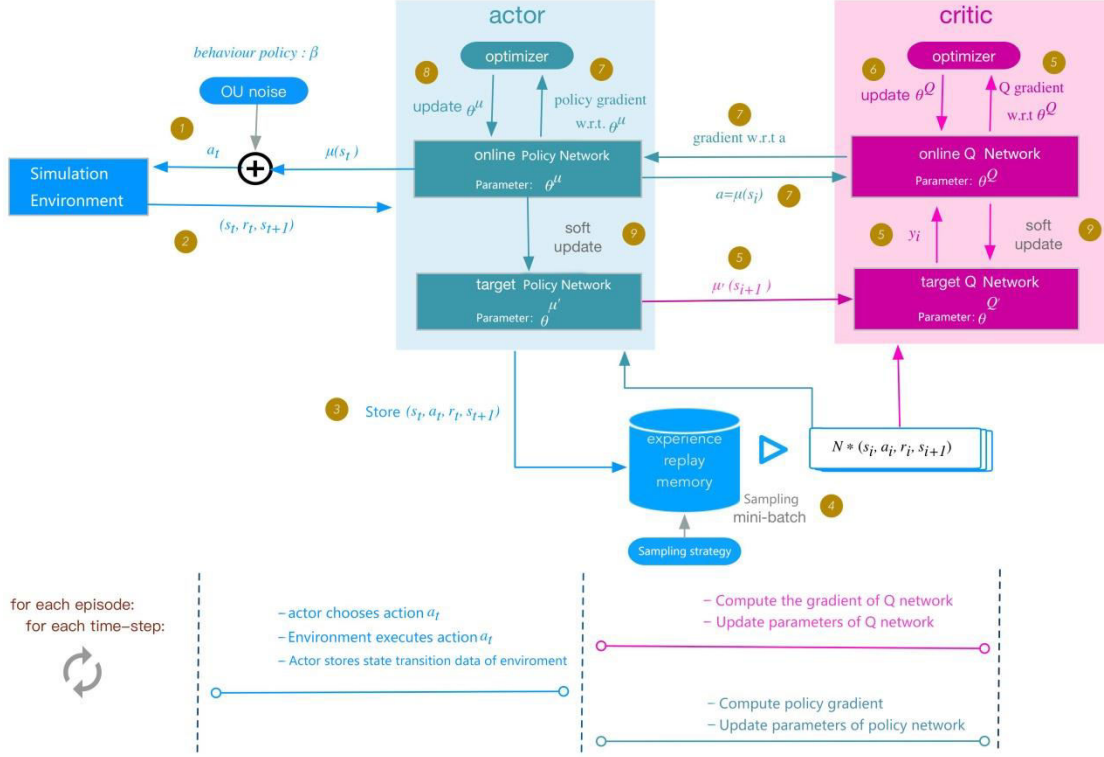 actor
critic
behaviour policy : β
OU noise
optimizer
optimizer
8
7
6
5
update θ^μ
policy gradient
w.r.t. θ^μ
update θ^Q
Q gradient
w.r.t θ^Q
1
a_t
μ(s_t)
7
gradient w.r.t a
online Policy Network
Parameter: θ^μ
online Q Network
Parameter: θ^Q
Simulation
Environment
a=μ(s_i)
7
(s_t, r_t, s_{t+1})
2
soft
update
9
5
y_i
soft
update
9
5
μ'(s_{i+1})
target Policy Network
Parameter: θ^{μ'}
target Q Network
Parameter: θ^{Q'}
3
Store (s_t, a_t, r_t, s_{t+1})
experience
replay
memory
N * (s_i, a_i, r_i, s_{i+1})
Sampling
mini-batch
4
Sampling strategy
for each episode:
for each time-step:
- actor chooses action a_t
- Environment executes action a_t
- Actor stores state transition data of enviroment
- Compute the gradient of Q network
- Update parameters of Q network
- Compute policy gradient
- Update parameters of policy network